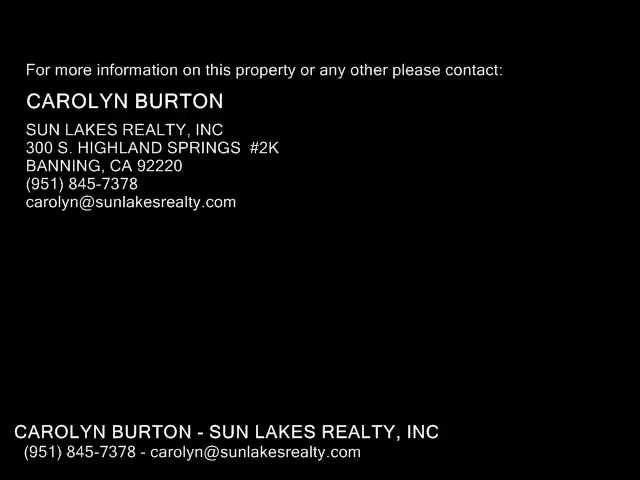 For more information on this property or any other please contact:
CAROLYN BURTON
SUN LAKES REALTY, INC
300 S. HIGHLAND SPRINGS  #2K
BANNING, CA 92220
(951) 845-7378
carolyn@sunlakesrealty.com
CAROLYN BURTON - SUN LAKES REALTY, INC
(951) 845-7378 - carolyn@sunlakesrealty.com